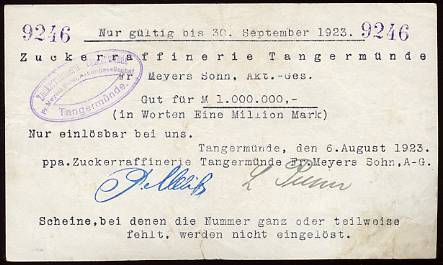 9246 Nur gültig bis 30. September 1923. 9246
Zuckerraffinerie Tangermünde
Fr. Meyers Sohn, Akt.-Ges.
Gut für M 1.000.000,-
(in Worten Eine Million Mark)
Nur einlösbar bei uns.
Tangermünde.
Tangermünde, den 6.August 1923.
ppa.Zuckerraffinerie Tangermünde Fr.Meyers Sohn,A-G.
Scheine,bei denen die Nummer ganz oder teilweise
fehlt, werden nicht eingelöst.